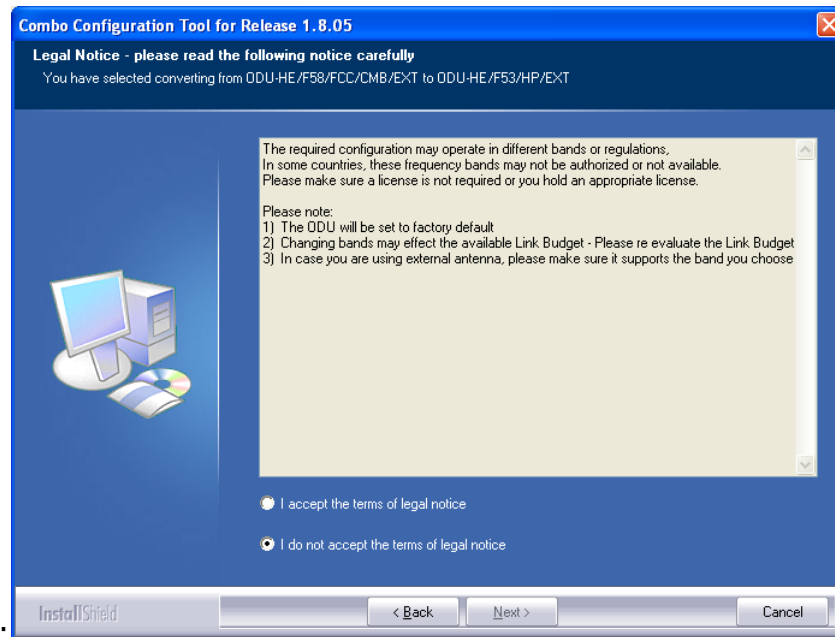 Combo Configuration Tool for Release 1.8.05
Legal Notice - please read the following notice carefully
You have selected converting from ODU-HE/F58/FCC/CMB/EXT to ODU-HE/F53/HP/EXT
The required configuration may operate in different bands or regulations,
In some countries, these frequency bands may not be authorized or not available.
Please make sure a license is not required or you hold an appropriate license.
Please note:
1) The ODU will be set to factory default
2) Changing bands may effect the available Link Budget - Please re evaluate the Link Budget
3) In case you are using external antenna, please make sure it supports the band you choose
I accept the terms of legal notice
I do not accept the terms of legal notice
InstallShield
< Back
Next >
Cancel
.